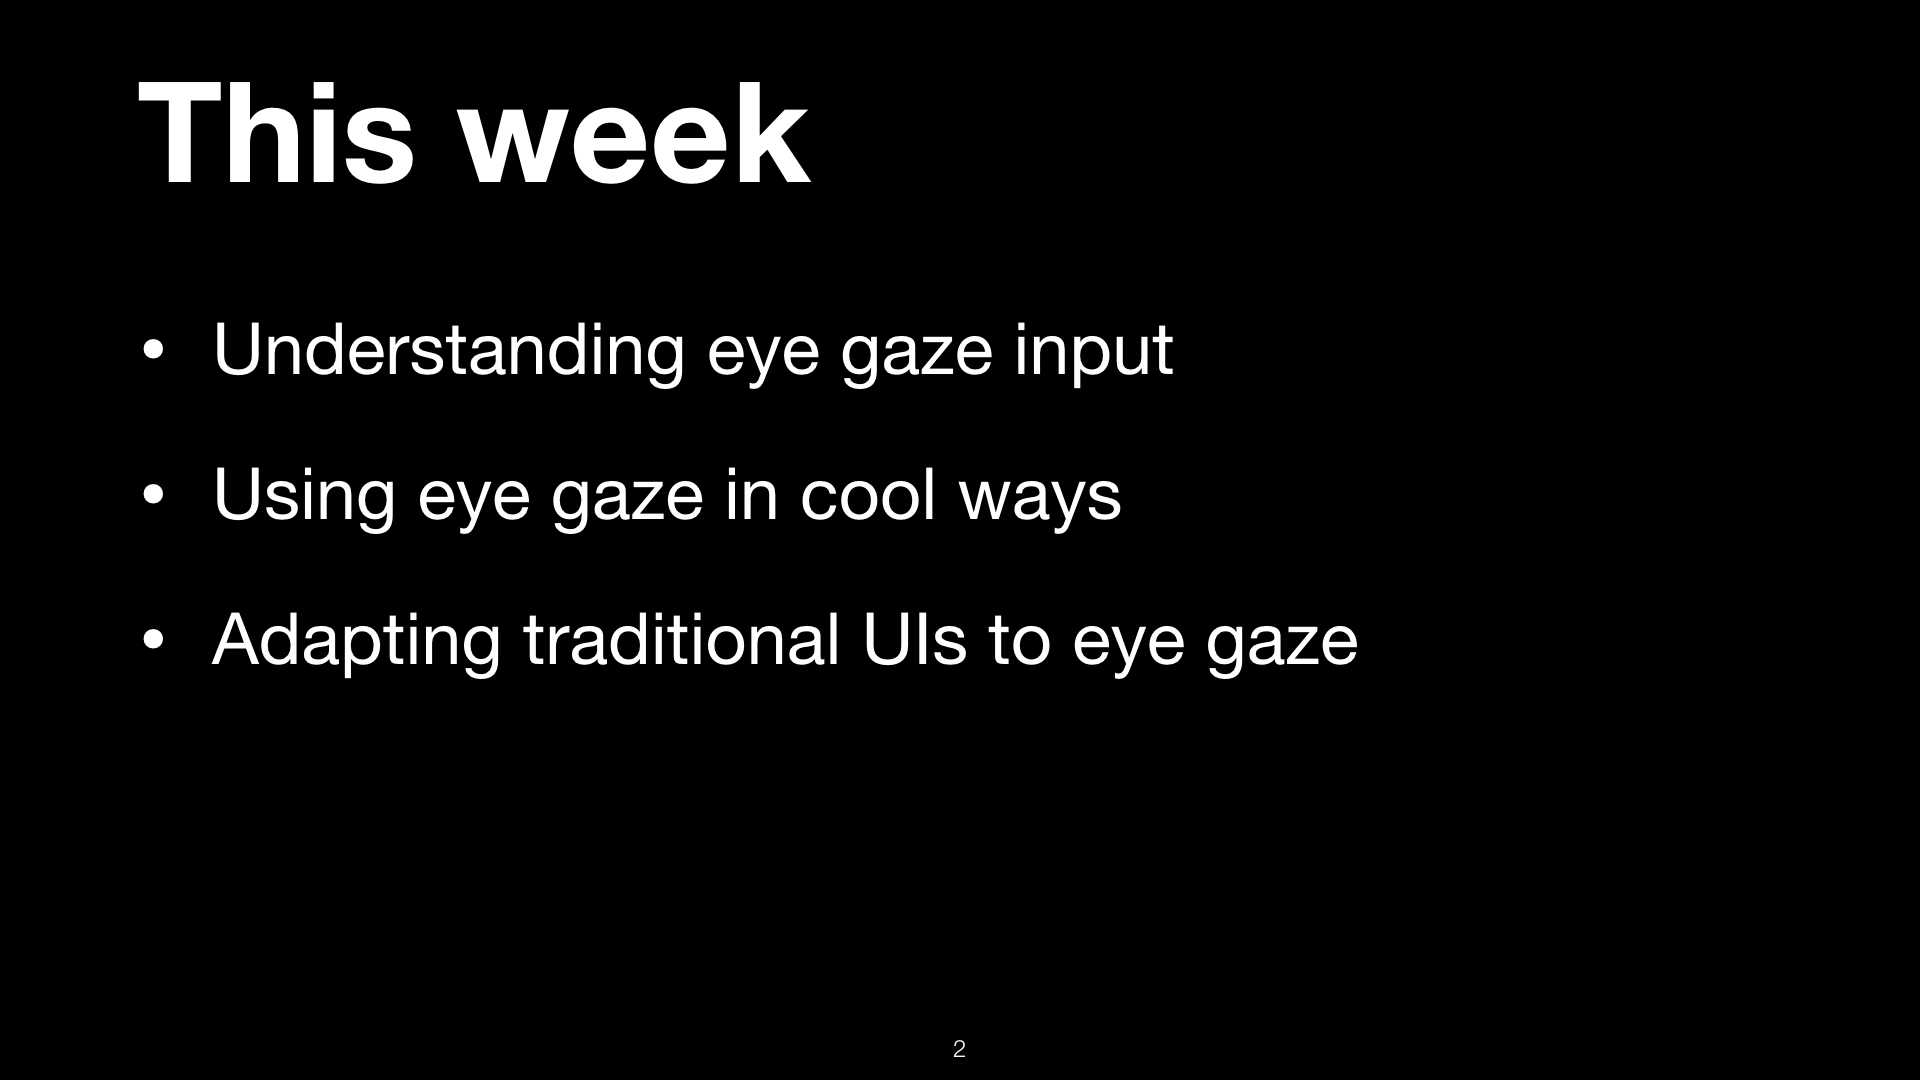 This week
• Understanding eye gaze input
• Using eye gaze in cool ways
• Adapting traditional UIs to eye gaze
2